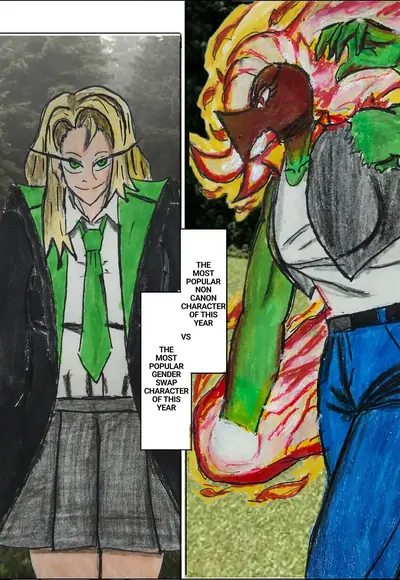 THE
MOST
POPULAR
NON
CANON
CHARACTER
OF THIS
YEAR
VS
THE
MOST
POPULAR
GENDER
SWAP
CHARACTER
OF THIS
YEAR